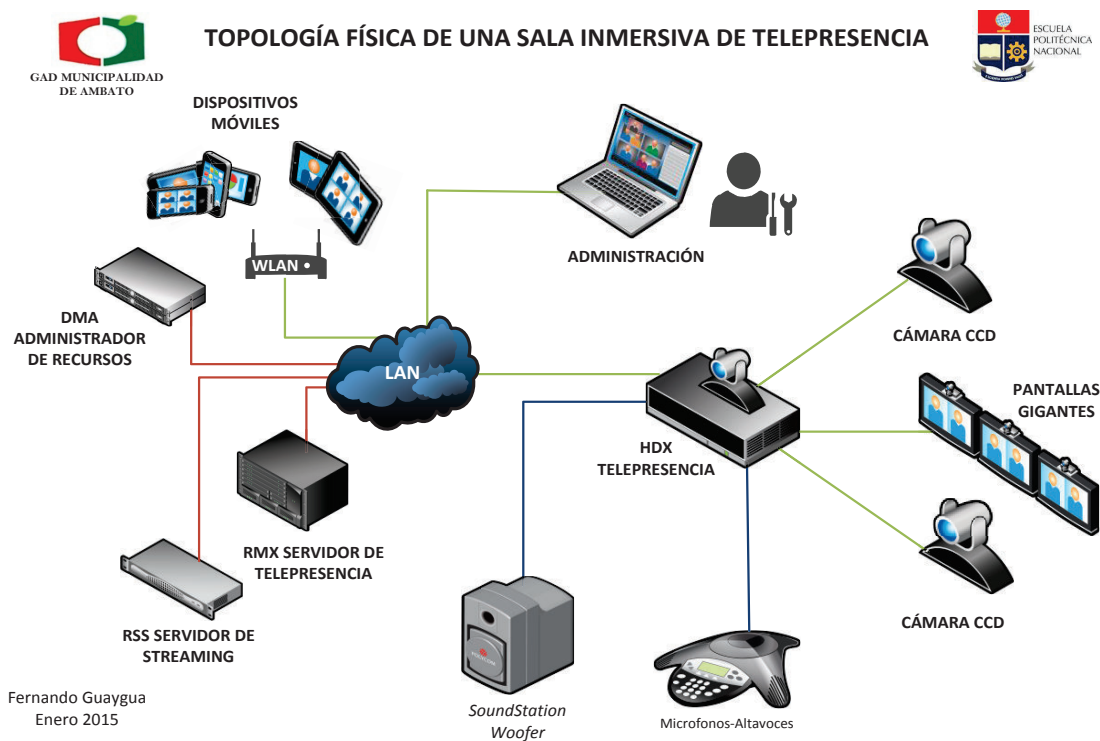 TOPOLOGÍA FÍSICA DE UNA SALA INMERSIVA DE TELEPRESENCIA
GAD MUNICIPALIDAD
DE AMBATO
ESCUELA
POLITÉCNICA
NACIONAL
DISPOSITIVOS
MÓVILES
WLAN
ADMINISTRACIÓN
DMA
ADMINISTRADOR
DE RECURSOS
LAN
CÁMARA CCD
PANTALLAS
GIGANTES
HDX
TELEPRESENCIA
RMX SERVIDOR DE
TELEPRESENCIA
RSS SERVIDOR DE
STREAMING
CÁMARA CCD
POLYCOM
SoundStation
Woofer
Microfonos-Altavoces
Fernando Guaygua
Enero 2015